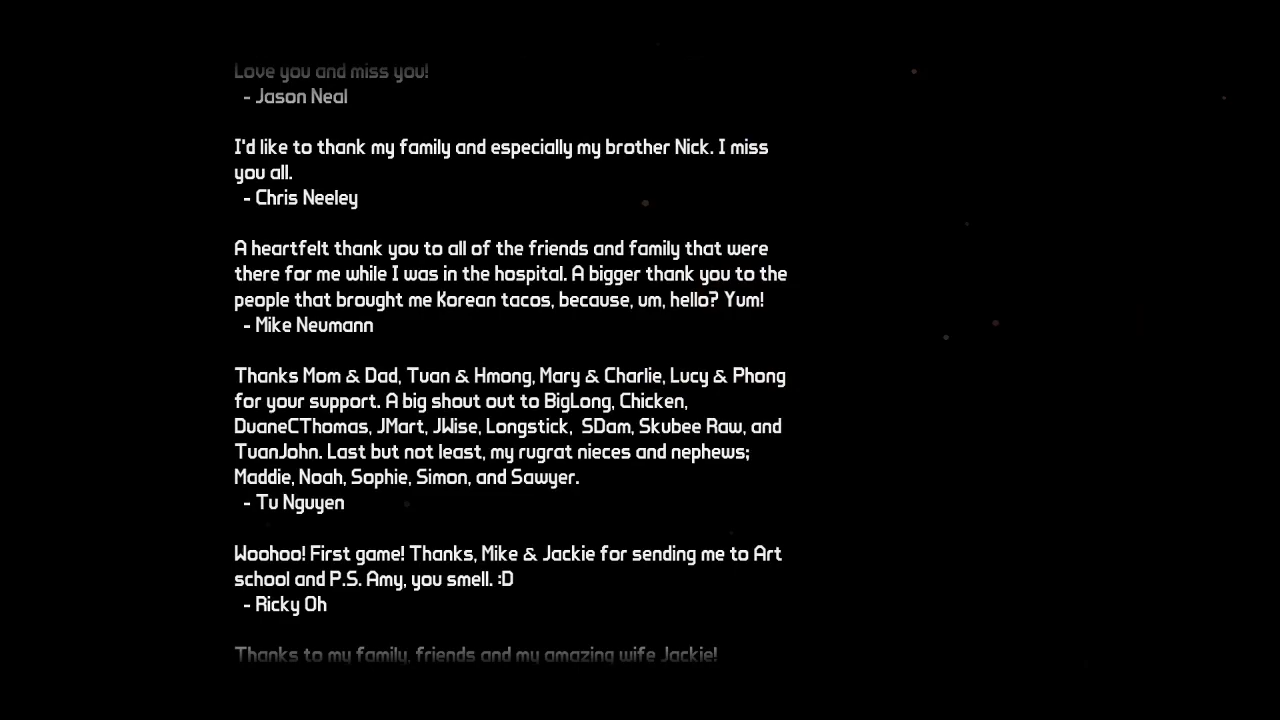 Love you and miss you!
- Jason Neal
I'd like to thank my family and especially my brother Nick. I miss
you all.
- Chris Neeley
A heartfelt thank you to all of the friends and family that were
there for me while I was in the hospital. A bigger thank you to the
people that brought me Korean tacos, because, um, hello? Yum!
- Mike Neumann
Thanks Mom & Dad, Tuan & Hmong, Mary & Charlie, Lucy & Phong
for your support. A big shout out to BigLong, Chicken,
DuaneCThomas, JMart, JWise, Longstick,  SDam, Skubee Raw, and
TuanJohn. Last but not least, my rugrat nieces and nephews;
Maddie, Noah, Sophie, Simon, and Sawyer.
- Tu Nguyen
Woohoo! First game! Thanks, Mike & Jackie for sending me to Art
school and P.S. Amy, you smell. :D
- Ricky Oh
Thanks to my family, friends and my amazing wife Jackie!